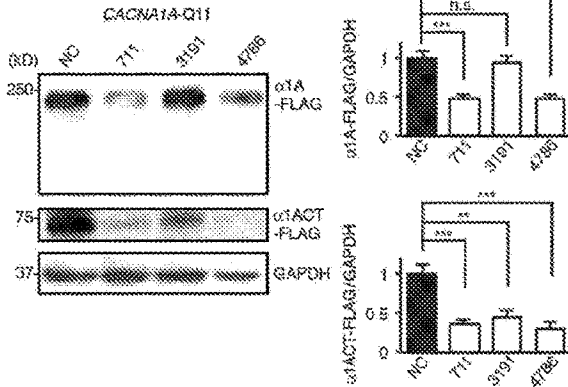 CACNA1A-Q11
(KD)
NC
711
3191
4786
250
α1A
-FLAG
75
α1ACT
-FLAG
37
GAPDH
n.s.
***
α1A-FLAG/GAPDH
1
0.5
0
NC
711
3191
4786
***
**
***
α1ACT-FLAG/GAPDH
1
0.5
0
NC
711
3191
4786